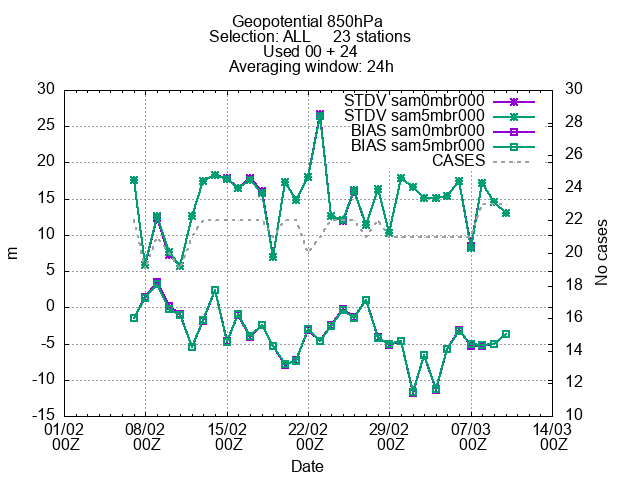 Geopotential 850hPa
Selection: ALL 23 stations
Used 00 + 24
Averaging window: 24h
STDV sam0mbr000
STDV sam5mbr000
BIAS sam0mbr000
BIAS sam5mbr000
CASES
30
25
20
15
10
5
0
-5
-10
-15
m
30
28
26
24
22
20
18
16
14
12
10
No cases
01/02 08/02 15/02 22/02 29/02 07/03 14/03
00Z 00Z 00Z 00Z 00Z 00Z 00Z
Date